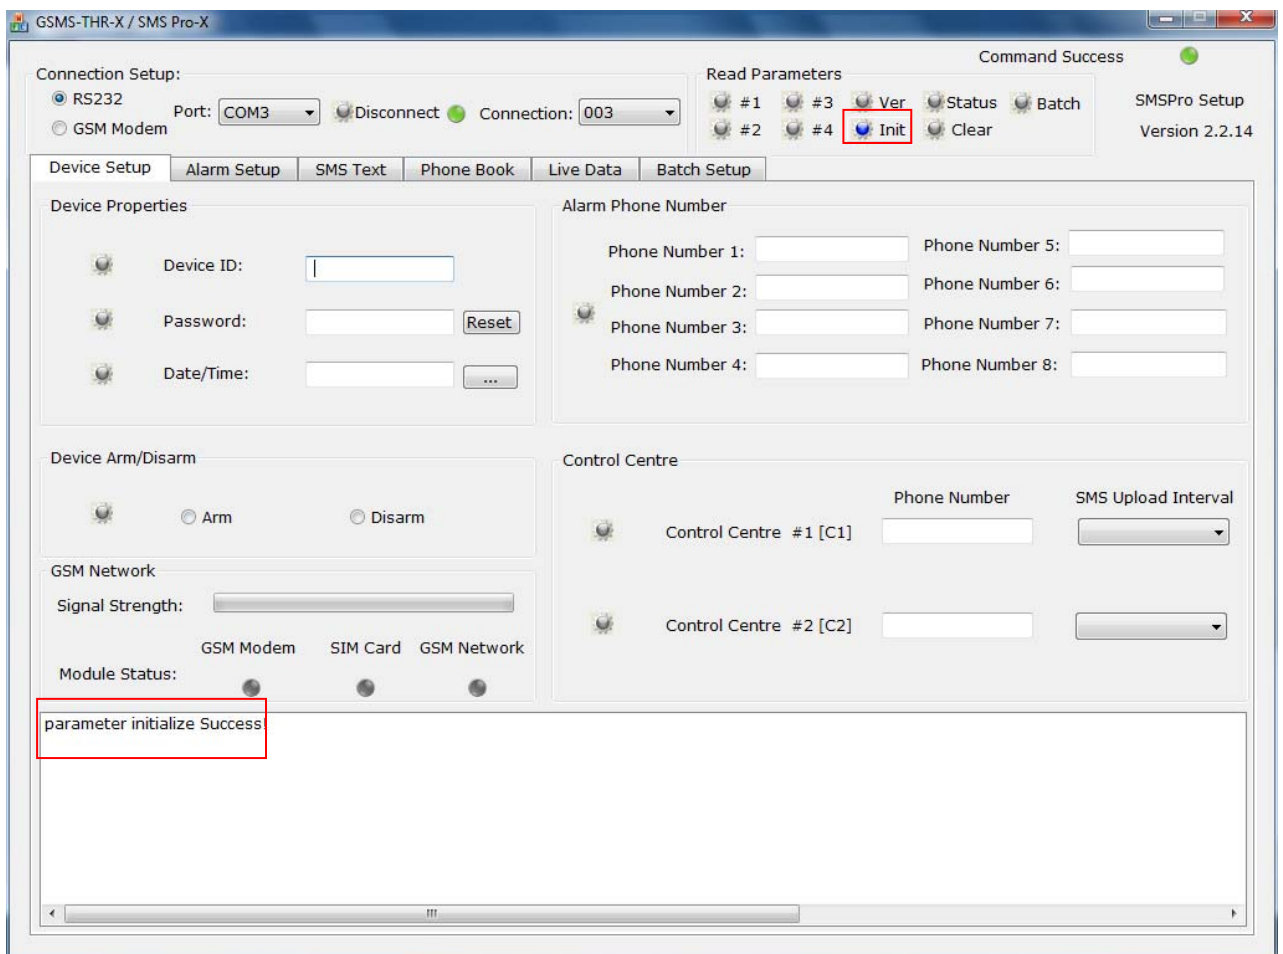 GSMS-THR-X / SMS Pro-X
Command Success
Connection Setup:
RS232
GSM Modem
Port: COM3
Disconnect
Connection: 003
Read Parameters
#1 #3 Ver Status Batch
#2 #4 Init Clear
SMSPro Setup
Version 2.2.14
Device Setup Alarm Setup SMS Text Phone Book Live Data Batch Setup
Device Properties
Device ID:
Password: Reset
Date/Time: ...
Alarm Phone Number
Phone Number 1: Phone Number 5:
Phone Number 2: Phone Number 6:
Phone Number 3: Phone Number 7:
Phone Number 4: Phone Number 8:
Device Arm/Disarm
Arm Disarm
GSM Network
Signal Strength:
GSM Modem SIM Card GSM Network
Module Status:
Control Centre
Phone Number SMS Upload Interval
Control Centre #1 [C1]
Control Centre #2 [C2]
parameter initialize Success!